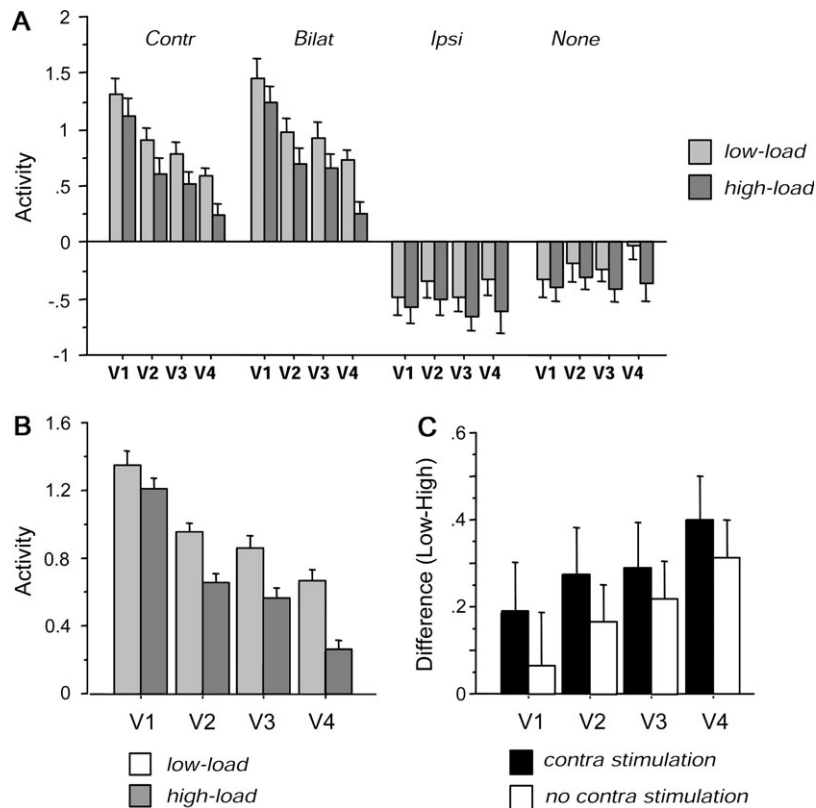 A
Contr Bilat Ipsi None
Activity
2
1.5
1
.5
0
-.5
-1
V1 V2 V3 V4 V1 V2 V3 V4 V1 V2 V3 V4 V1 V2 V3 V4
low-load
high-load
B
Activity
1.6
1.2
0.8
0.4
0
V1 V2 V3 V4
low-load
high-load
C
Difference (Low-High)
.6
.4
.2
0
V1 V2 V3 V4
contra stimulation
no contra stimulation